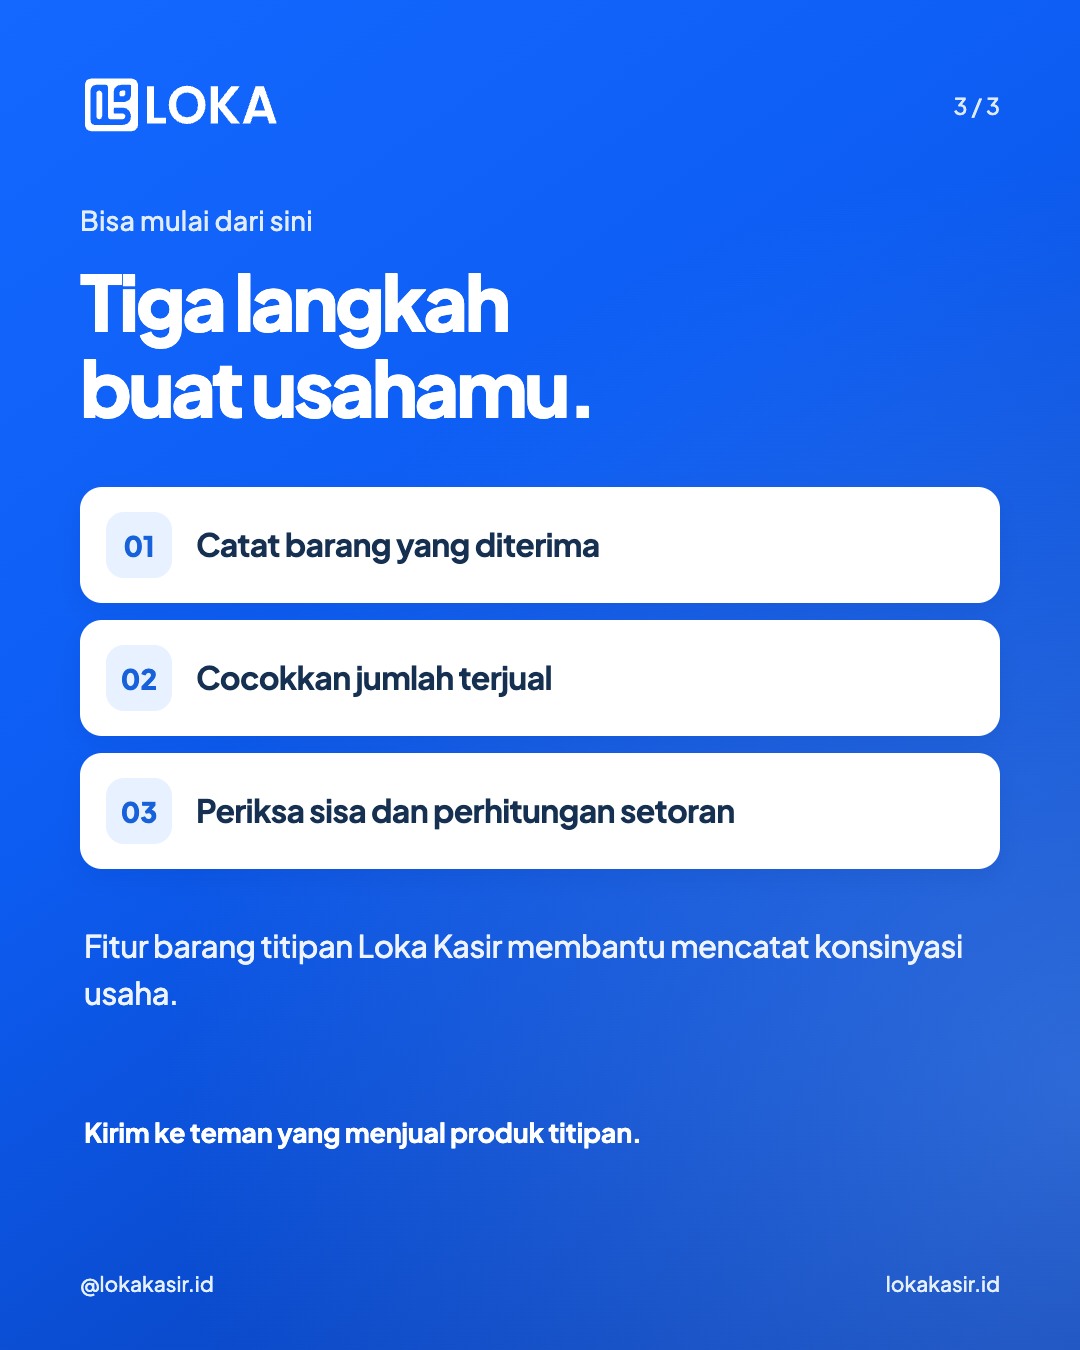 LOKA
3 / 3
Bisa mulai dari sini
Tiga langkah
buat usahamu.
01 Catat barang yang diterima
02 Cocokkan jumlah terjual
03 Periksa sisa dan perhitungan setoran
Fitur barang titipan Loka Kasir membantu mencatat konsinyasi
usaha.
Kirim ke teman yang menjual produk titipan.
@lokakasir.id
lokakasir.id